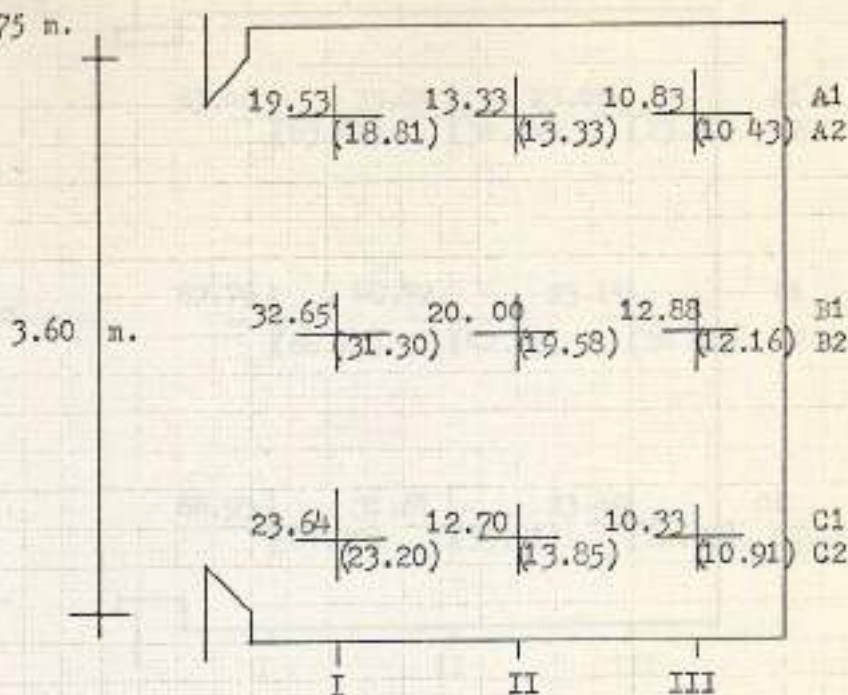 75 m.
19.53 13.33 10.83 A1
(18.81) (13.33) (10 43) A2
3.60 m.
32.65 20.00 12.88 B1
(31.30) (19.58) (12.16) B2
23.64 12.70 10.33 C1
(23.20) (13.85) (10.91) C2
I II III